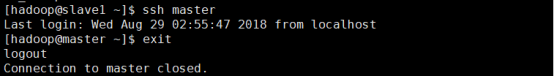 [hadoop@slave1 ~]$ ssh master
Last login: Wed Aug 29 02:55:47 2018 from localhost
[hadoop@master ~]$ exit
logout
Connection to master closed.